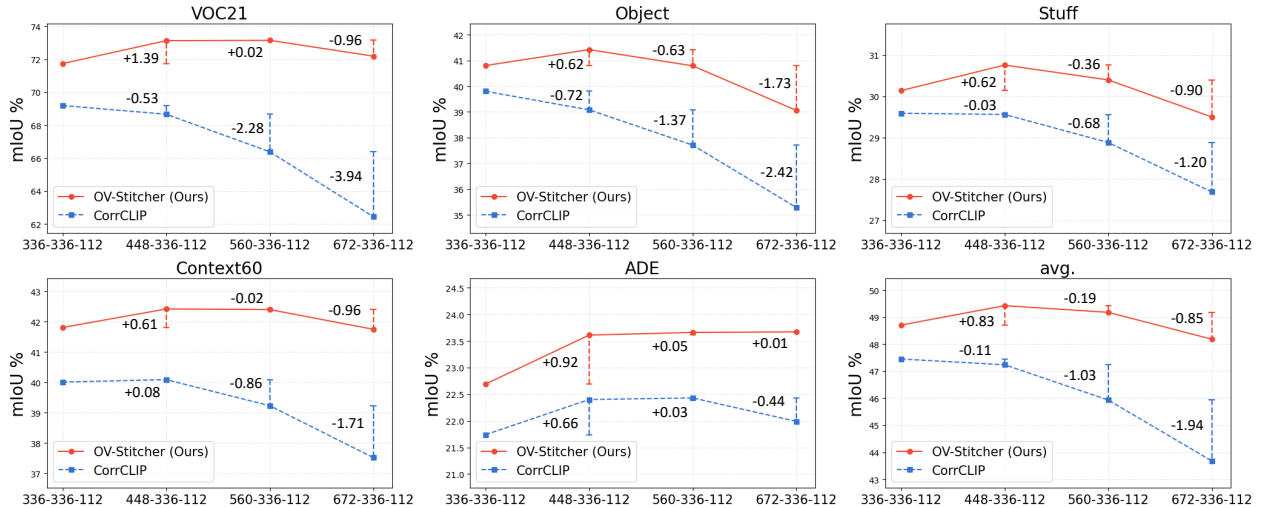 VOC21
mIoU %
74
72
70
68
66
64
62
+1.39
+0.02
-0.96
-0.53
-2.28
-3.94
OV-Stitcher (Ours)
CorrCLIP
336-336-112 448-336-112 560-336-112 672-336-112
Object
mIoU %
42
41
40
39
38
37
36
35
+0.62
-0.63
-1.73
-0.72
-1.37
-2.42
OV-Stitcher (Ours)
CorrCLIP
336-336-112 448-336-112 560-336-112 672-336-112
Stuff
mIoU %
31
30
29
28
27
+0.62
-0.36
-0.90
-0.03
-0.68
-1.20
OV-Stitcher (Ours)
CorrCLIP
336-336-112 448-336-112 560-336-112 672-336-112
Context60
mIoU %
43
42
41
40
39
38
37
+0.61
-0.02
-0.96
+0.08
-0.86
-1.71
OV-Stitcher (Ours)
CorrCLIP
336-336-112 448-336-112 560-336-112 672-336-112
ADE
mIoU %
24.5
24.0
23.5
23.0
22.5
22.0
21.5
21.0
+0.92
+0.05
+0.01
+0.66
+0.03
-0.44
OV-Stitcher (Ours)
CorrCLIP
336-336-112 448-336-112 560-336-112 672-336-112
avg.
mIoU %
50
49
48
47
46
45
44
43
+0.83
-0.19
-0.85
-0.11
-1.03
-1.94
OV-Stitcher (Ours)
CorrCLIP
336-336-112 448-336-112 560-336-112 672-336-112